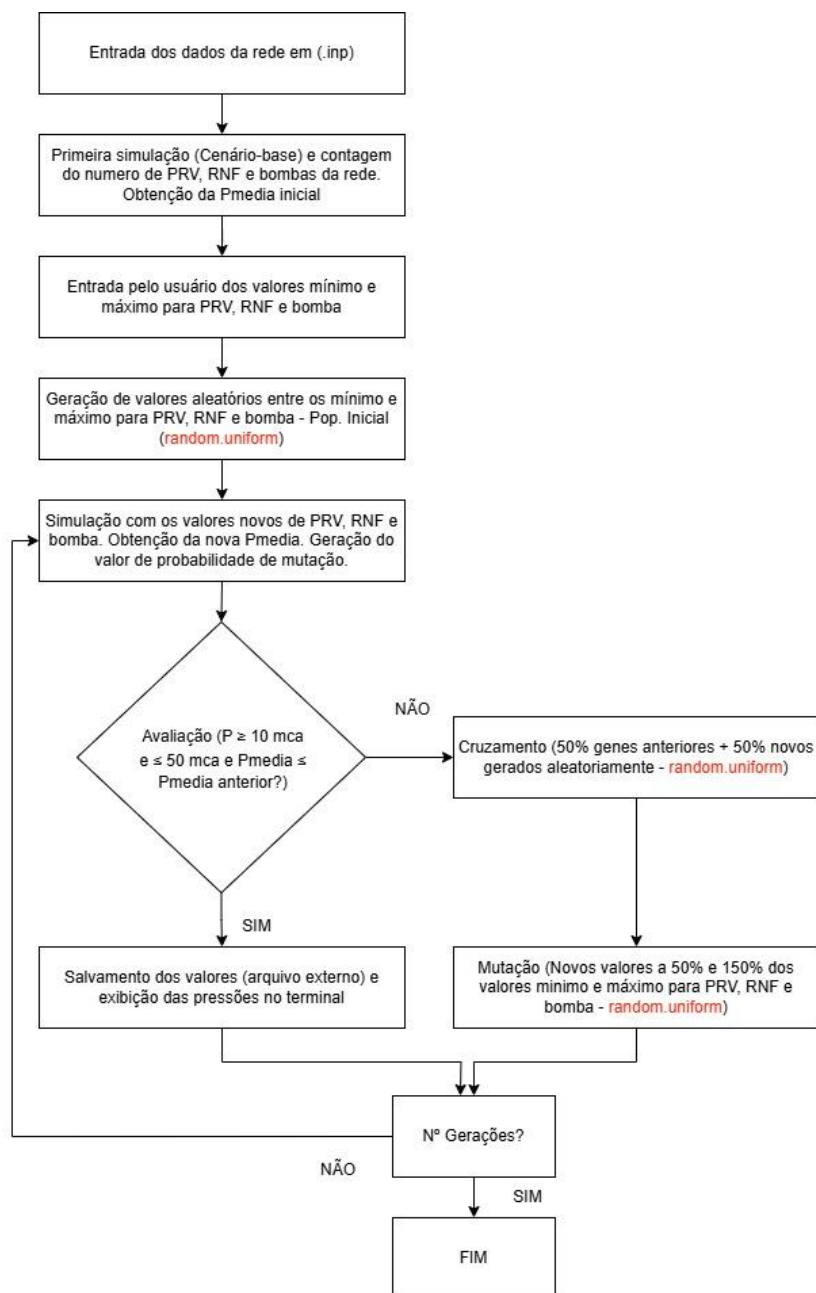 Entrada dos dados da rede em (.inp)
Primeira simulação (Cenário-base) e contagem
do numero de PRV, RNF e bombas da rede.
Obtenção da Pmedia inicial
Entrada pelo usuário dos valores mínimo e
máximo para PRV, RNF e bomba
Geração de valores aleatórios entre os mínimo e
máximo para PRV, RNF e bomba - Pop. Inicial
(random.uniform)
Simulação com os valores novos de PRV, RNF e
bomba. Obtenção da nova Pmedia. Geração do
valor de probabilidade de mutação.
Avaliação (P ≥ 10 mca
e ≤ 50 mca e Pmedia ≤
Pmedia anterior?)
NÃO
Cruzamento (50% genes anteriores + 50% novos
gerados aleatoriamente - random.uniform)
SIM
Salvamento dos valores (arquivo externo) e
exibição das pressões no terminal
Mutação (Novos valores a 50% e 150% dos
valores minimo e máximo para PRV, RNF e
bomba - random.uniform)
Nº Gerações?
NÃO
SIM
FIM